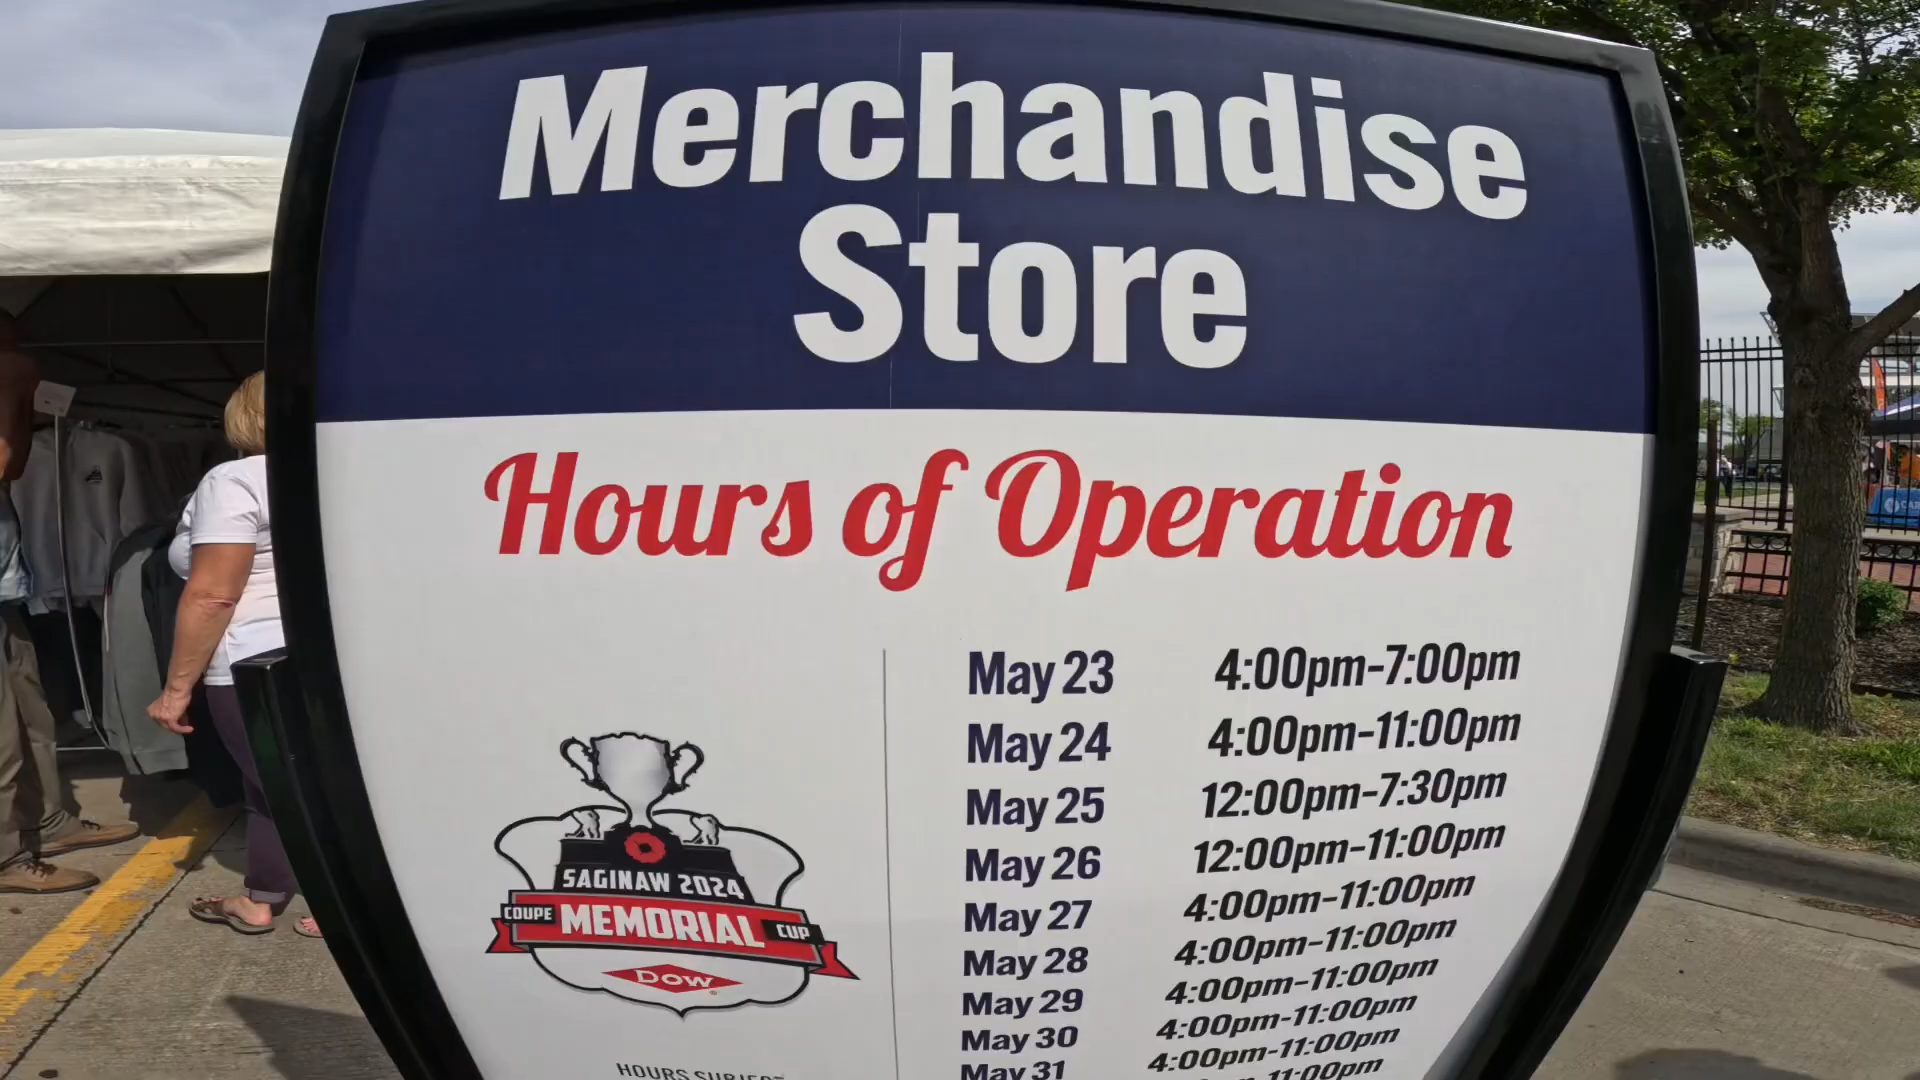 Merchandise
Store
Hours of Operation
May 23 4:00pm-7:00pm
May 24 4:00pm-11:00pm
May 25 12:00pm-7:30pm
May 26 12:00pm-11:00pm
May 27 4:00pm-11:00pm
May 28 4:00pm-11:00pm
May 29 4:00pm-11:00pm
May 30 4:00pm-11:00pm
May 31 4:00pm-11:00pm
11:00pm
SAGINAW 2024
COUPE MEMORIAL CUP
DOW
HOURS SUBJECT